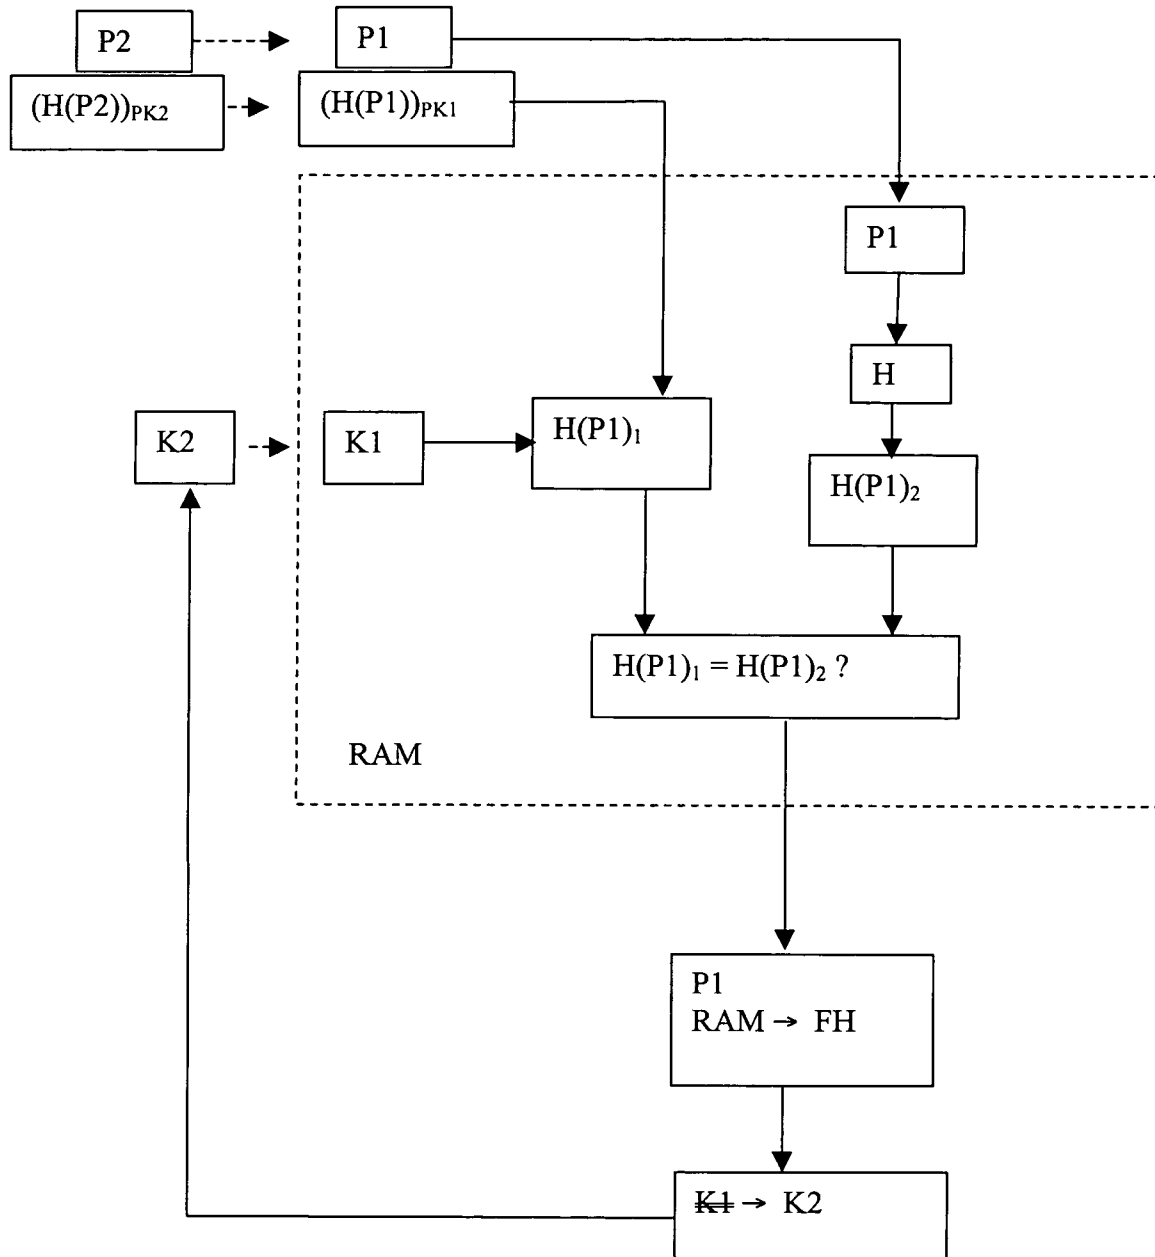 P2
P1
(H(P2))PK2
(H(P1))PK1
P1
H
K2
K1
H(P1)₁
H(P1)₂
H(P1)₁ = H(P1)₂ ?
RAM
P1
RAM → FH
K1 → K2